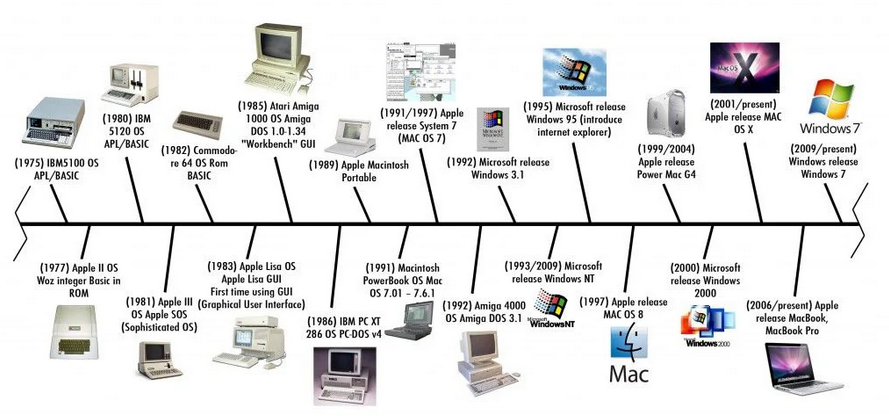 (1975) IBM5100 OS
APL/BASIC
(1980) IBM
5120 OS
APL/BASIC
(1982) Commodo-
re 64 OS Rom
BASIC
(1985) Atari Amiga
1000 OS Amiga
DOS 1.0-1.34
"Workbench" GUI
(1989) Apple Macintosh
Portable
(1991/1997) Apple
release System 7
(MAC OS 7)
(1992) Microsoft release
Windows 3.1
Windows
(1995) Microsoft release
Windows 95 (introduce
internet explorer)
(1999/2004)
Apple release
Power Mac G4
Mac OS X
(2001/present)
Apple release MAC
OS X
Windows 7
(2009/present)
Windows release
Windows 7
(1977) Apple II OS
Woz integer Basic in
ROM
(1981) Apple III
OS Apple SOS
(Sophisticated OS)
(1983) Apple Lisa OS
Apple Lisa GUI
First time using GUI
(Graphical User Interface)
(1986) IBM PC XT
286 OS PC-DOS v4
(1991) Macintosh
PowerBook OS Mac
OS 7.01 – 7.6.1
(1992) Amiga 4000
OS Amiga DOS 3.1
(1993/2009) Microsoft
release Windows NT
Microsoft
WindowsNT
(1997) Apple release
MAC OS 8
Mac
(2000) Microsoft
release Windows
2000
Windows 2000
(2006/present) Apple
release MacBook,
MacBook Pro